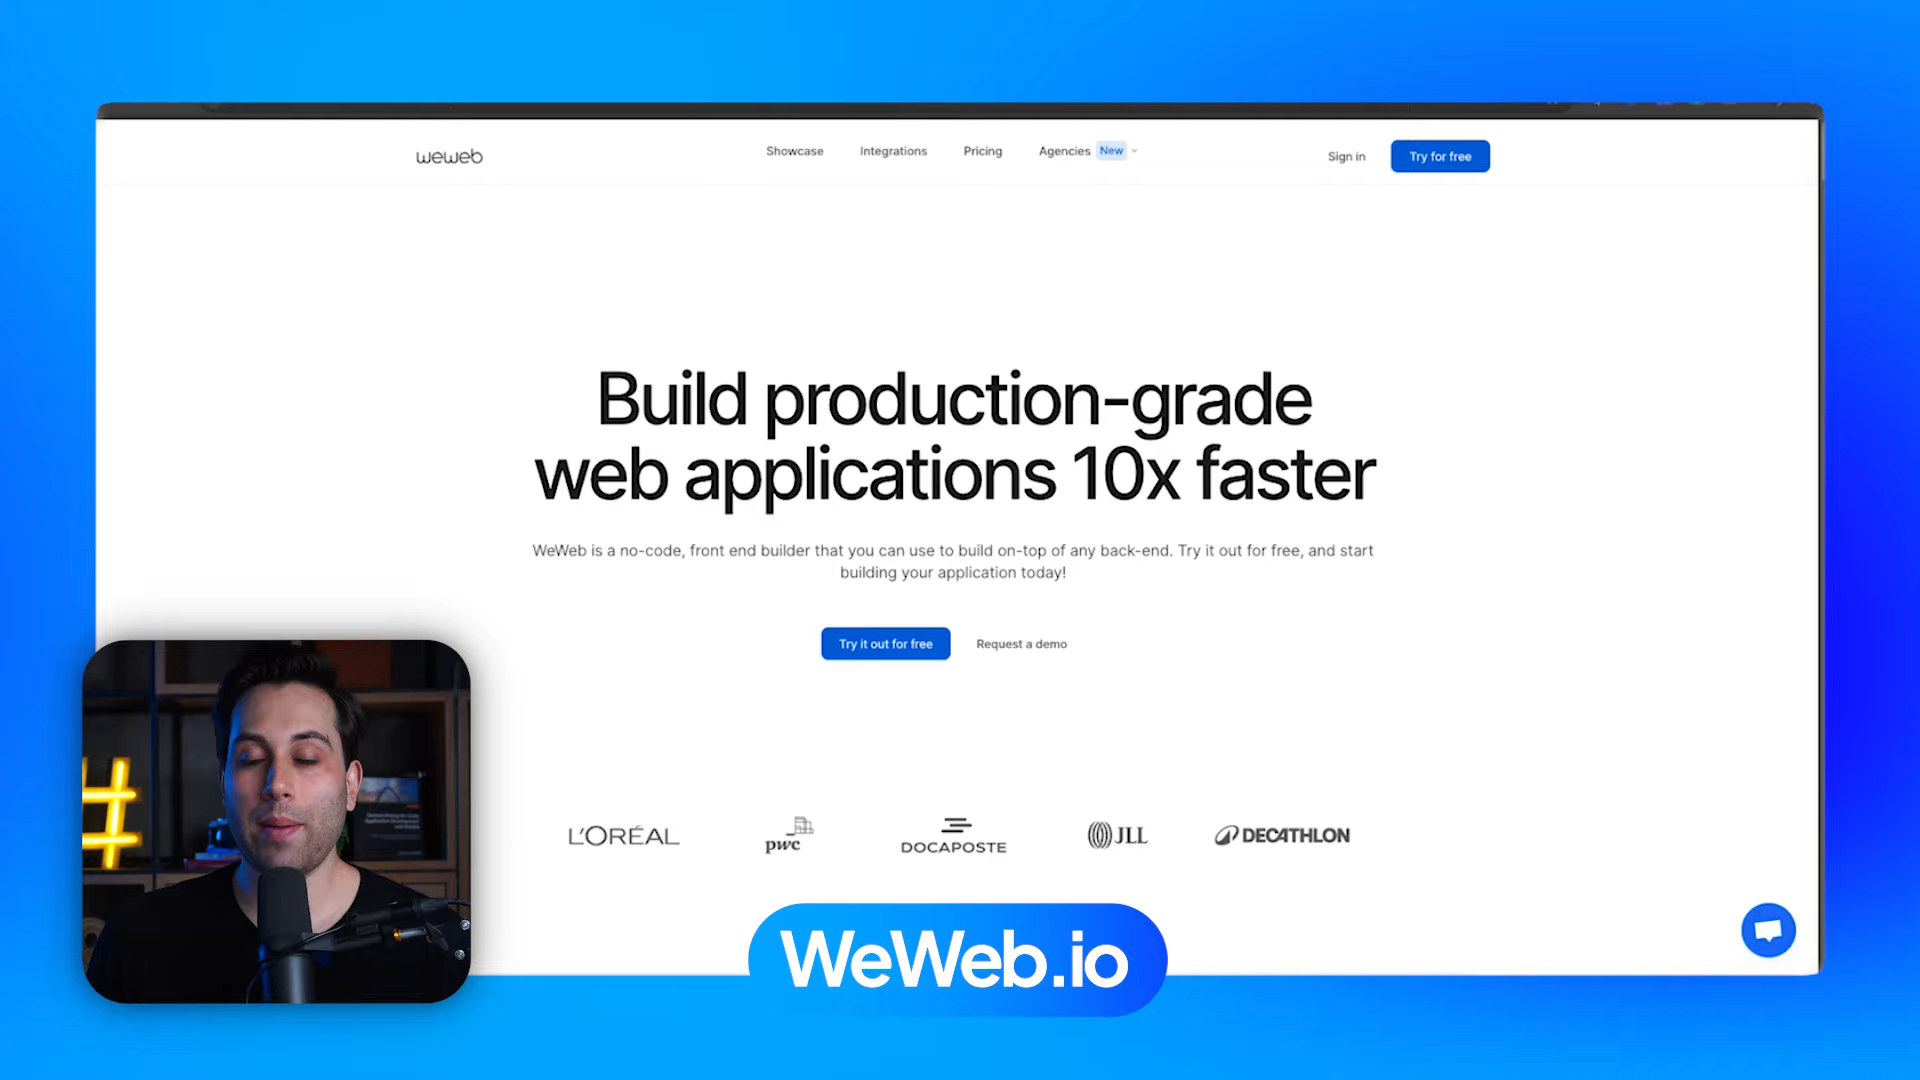 weweb
Showcase
Integrations
Pricing
Agencies New
Sign in
Try for free
Build production-grade
web applications 10x faster
WeWeb is a no-code, front end builder that you can use to build on-top of any back-end. Try it out for free, and start
building your application today!
Try it out for free
Request a demo
L'ORÉAL
pwc
DOCAPOSTE
JLL
DECATHLON
#
WeWeb.io